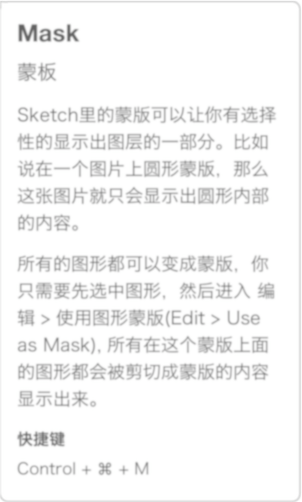 Mask
蒙板
Sketch里的蒙版可以让你有选择
性的显示出图层的一部分。比如
说在一个图片上圆形蒙版，那么
这张图片就只会显示出圆形内部
的内容。
所有的图形都可以变成蒙版，你
只需要先选中图形，然后进入 编
辑 > 使用图形蒙版(Edit > Use
as Mask), 所有在这个蒙版上面
的图形都会被剪切成蒙版的内容
显示出来。
快捷键
Control + ⌘ + M